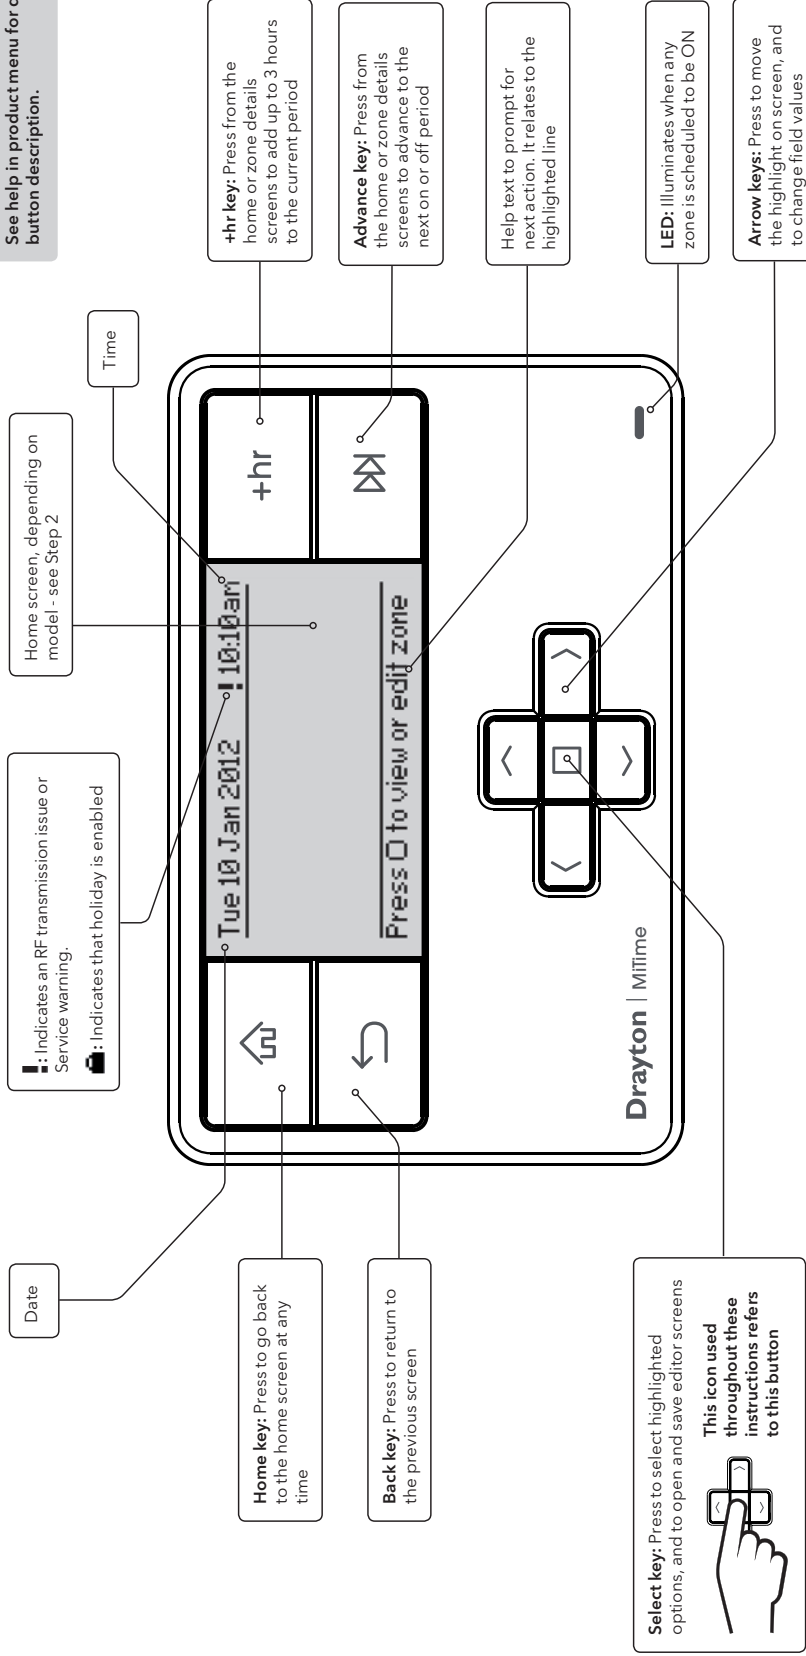 See help in product menu for
button description.
Date
!: Indicates an RF transmission issue or
Service warning.
: Indicates that holiday is enabled
Home screen, depending on
model - see Step 2
Time
Home key: Press to go back
to the home screen at any
time
Back key: Press to return to
the previous screen
Select key: Press to select highlighted
options, and to open and save editor screens
This icon used
throughout these
instructions refers
to this button
Tue 10 Jan 2012 ! 10:10am
Press □ to view or edit zone
+hr
Drayton | MiTime
+hr key: Press from the
home or zone details
screens to add up to 3 hours
to the current period
Advance key: Press from
the home or zone details
screens to advance to the
next on or off period
Help text to prompt for
next action. It relates to the
highlighted line
LED: Illuminates when any
zone is scheduled to be ON
Arrow keys: Press to move
the highlight on screen, and
to change field values